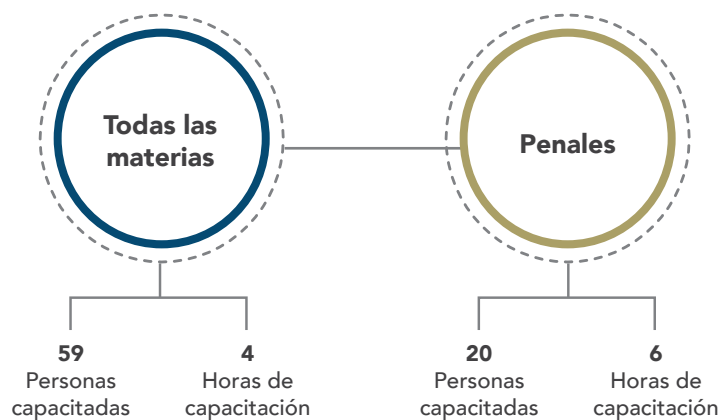 Todas las
materias
Penales
59
Personas
capacitadas
4
Horas de
capacitación
20
Personas
capacitadas
6
Horas de
capacitación